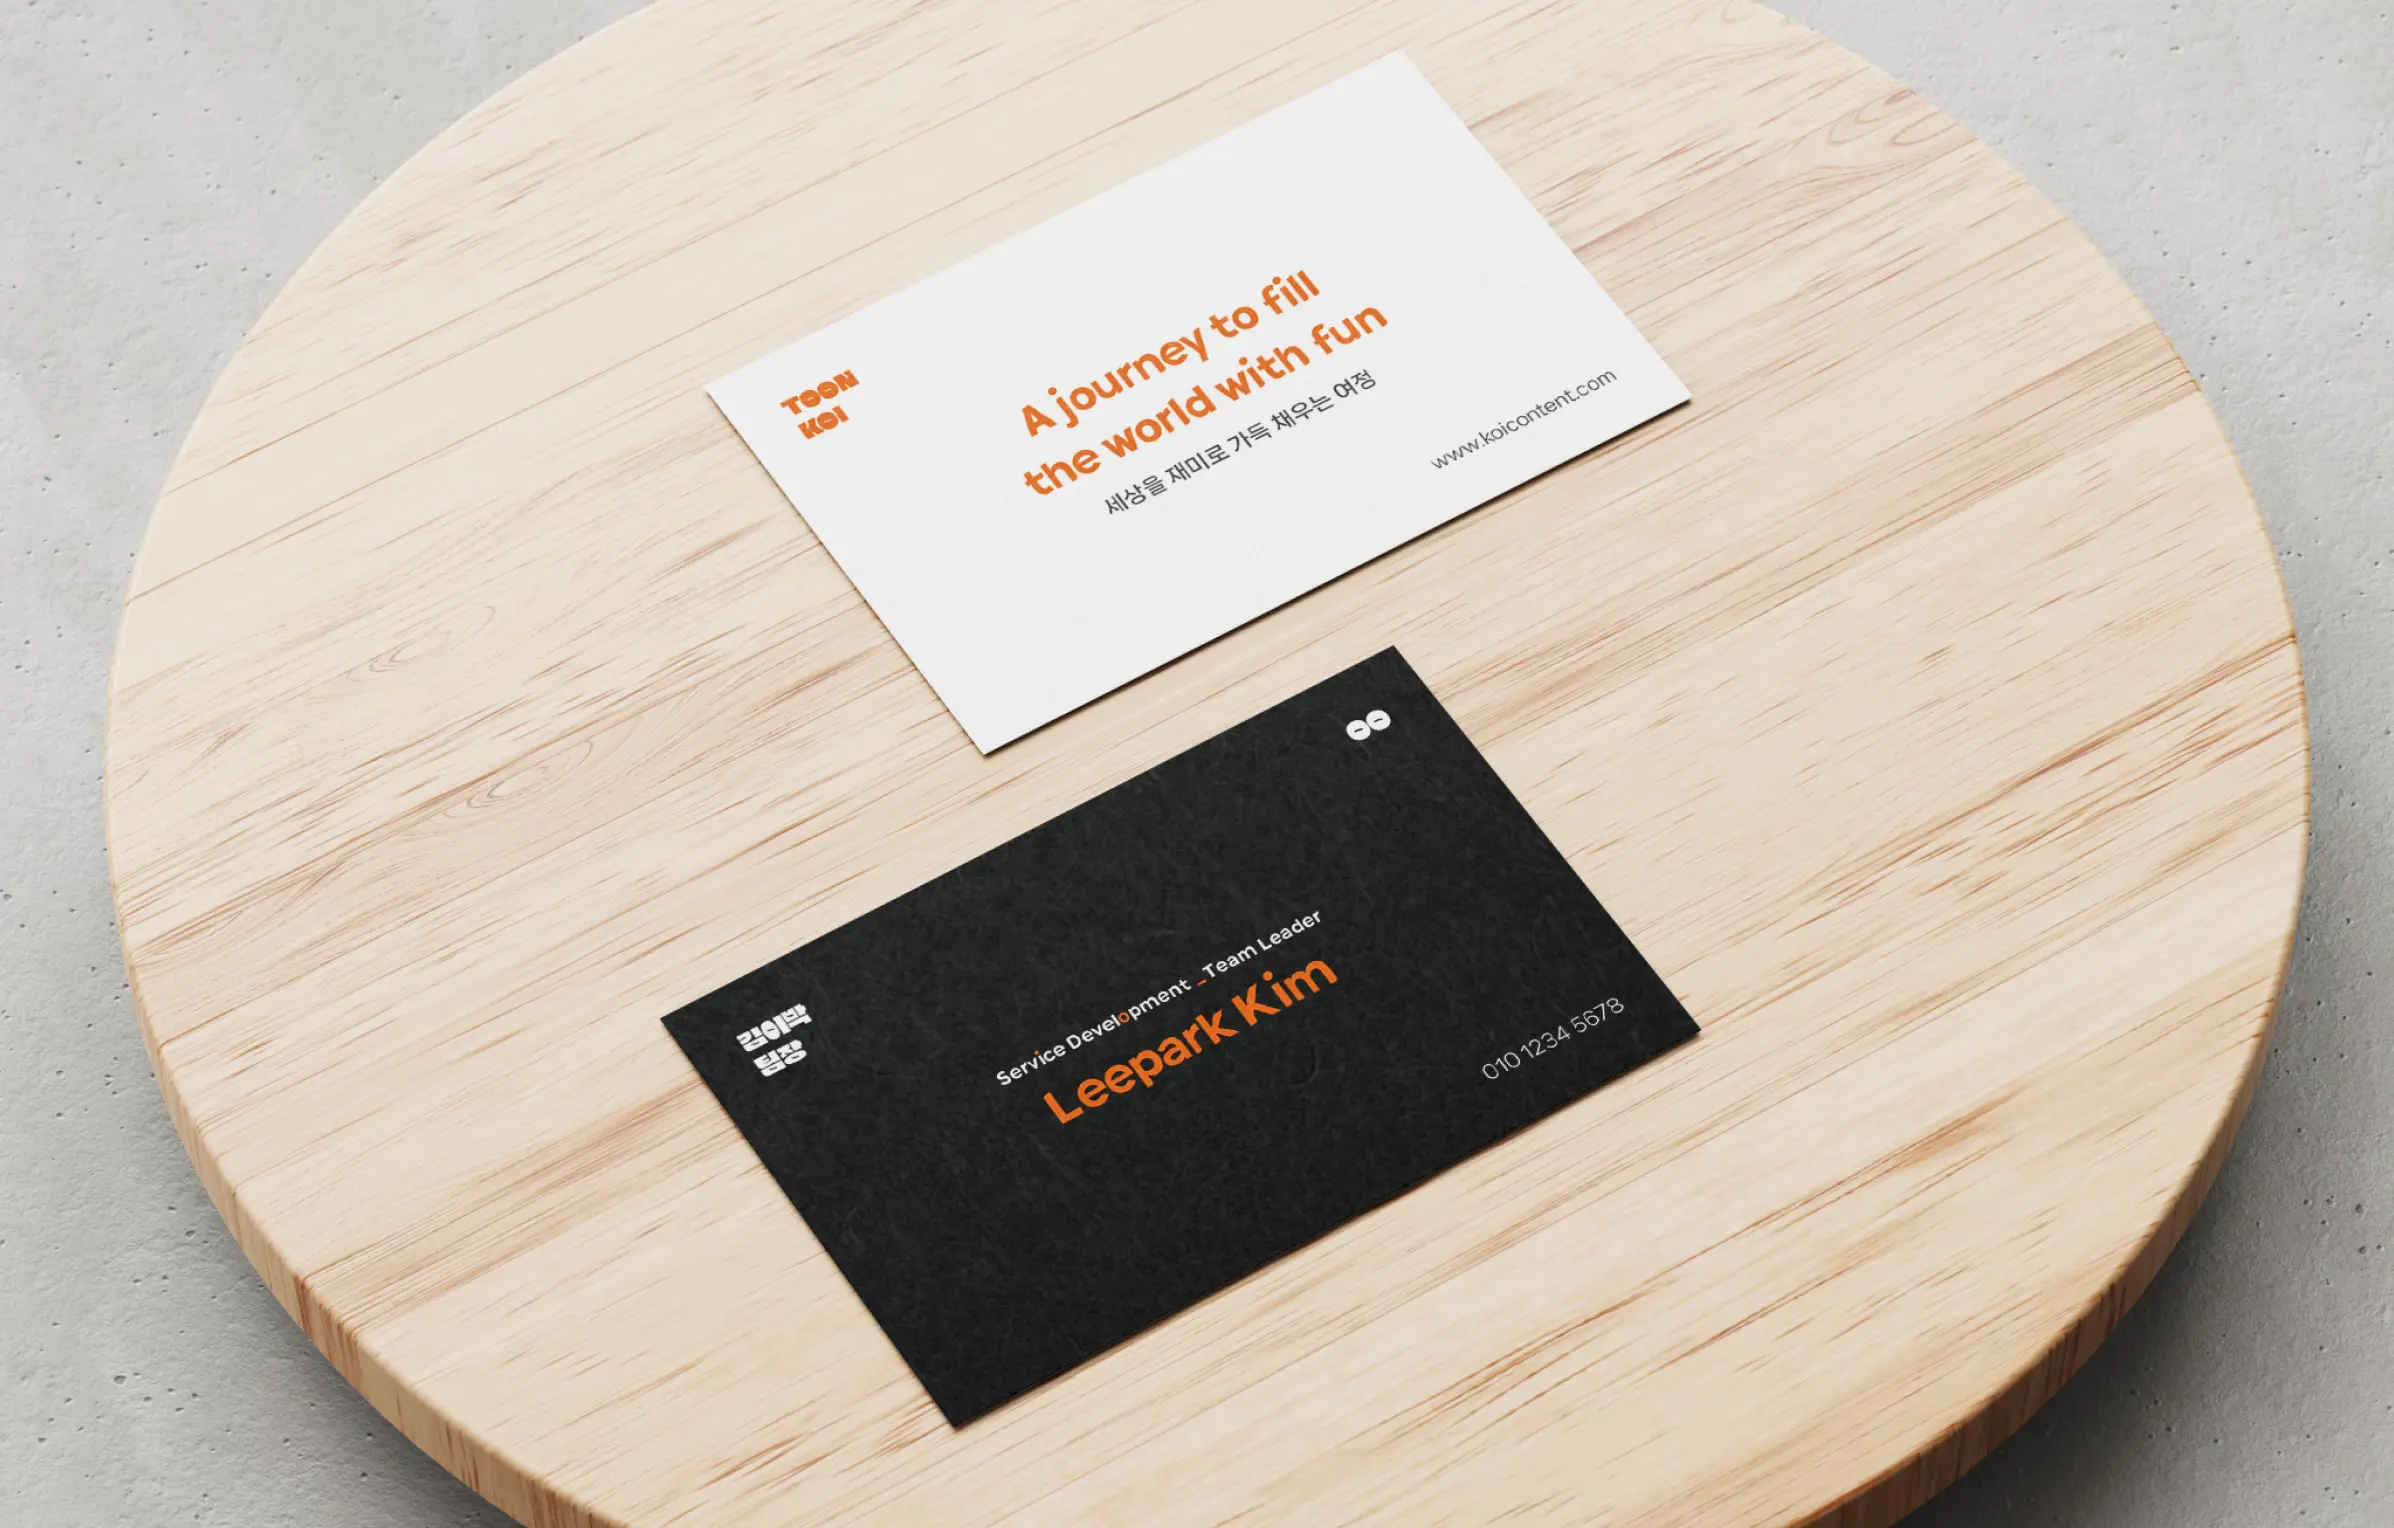 TOON
KOI
A journey to fill
the world with fun
세상을 재미로 가득 채우는 여정
www.koicontent.com
김이박
팀장
Service Development _ Team Leader
Leepark Kim
010 1234 5678